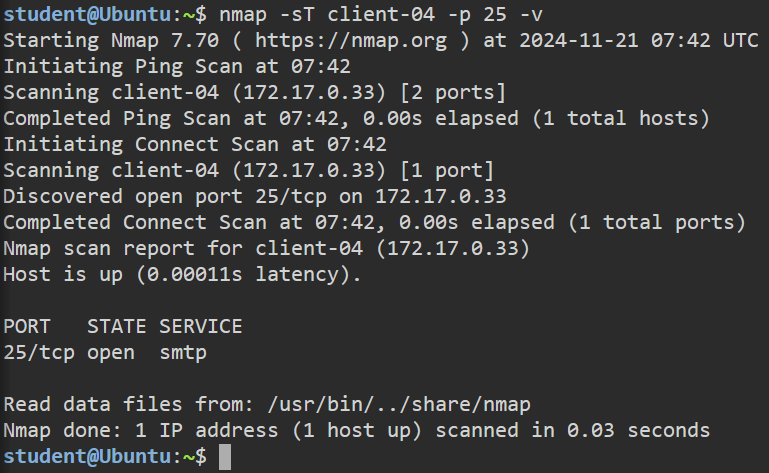 student@Ubuntu:~$ nmap -sT client-04 -p 25 -v
Starting Nmap 7.70 ( https://nmap.org ) at 2024-11-21 07:42 UTC
Initiating Ping Scan at 07:42
Scanning client-04 (172.17.0.33) [2 ports]
Completed Ping Scan at 07:42, 0.00s elapsed (1 total hosts)
Initiating Connect Scan at 07:42
Scanning client-04 (172.17.0.33) [1 port]
Discovered open port 25/tcp on 172.17.0.33
Completed Connect Scan at 07:42, 0.00s elapsed (1 total ports)
Nmap scan report for client-04 (172.17.0.33)
Host is up (0.00011s latency).

PORT   STATE SERVICE
25/tcp open  smtp

Read data files from: /usr/bin/../share/nmap
Nmap done: 1 IP address (1 host up) scanned in 0.03 seconds
student@Ubuntu:~$